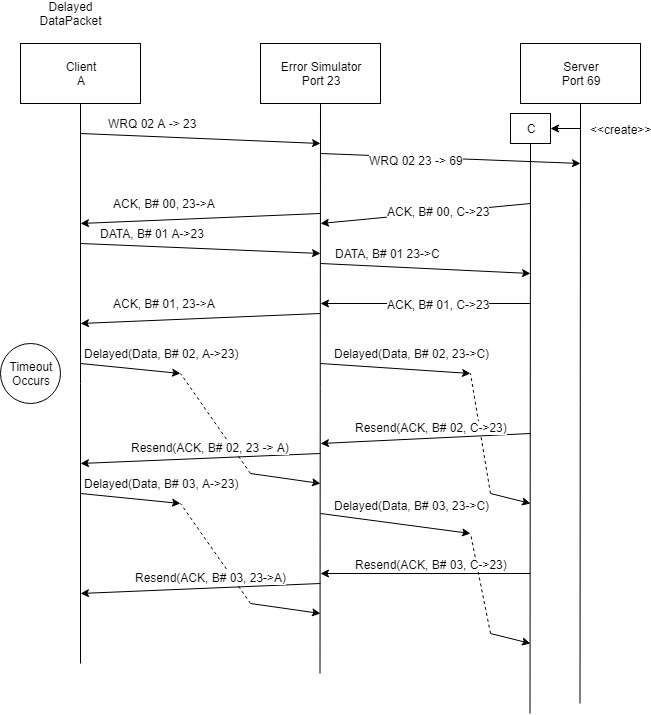 Delayed
DataPacket
Client
A
Error Simulator
Port 23
Server
Port 69
C
<<create>>
WRQ 02 A -> 23
WRQ 02 23 -> 69
ACK, B# 00, 23->A
ACK, B# 00, C->23
DATA, B# 01 A->23
DATA, B# 01 23->C
ACK, B# 01, 23->A
ACK, B# 01, C->23
Timeout
Occurs
Delayed(Data, B# 02, A->23)
Delayed(Data, B# 02, 23->C)
Resend(ACK, B# 02, C->23)
Resend(ACK, B# 02, 23 -> A)
Delayed(Data, B# 03, A->23)
Delayed(Data, B# 03, 23->C)
Resend(ACK, B# 03, C->23)
Resend(ACK, B# 03, 23->A)